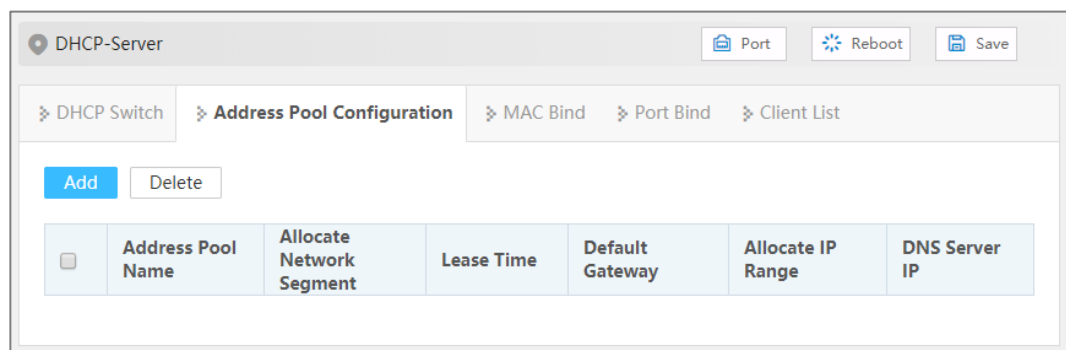 DHCP-Server Port Reboot Save
DHCP Switch Address Pool Configuration MAC Bind Port Bind Client List
Add Delete
Address Pool Name Allocate Network Segment Lease Time Default Gateway Allocate IP Range DNS Server IP